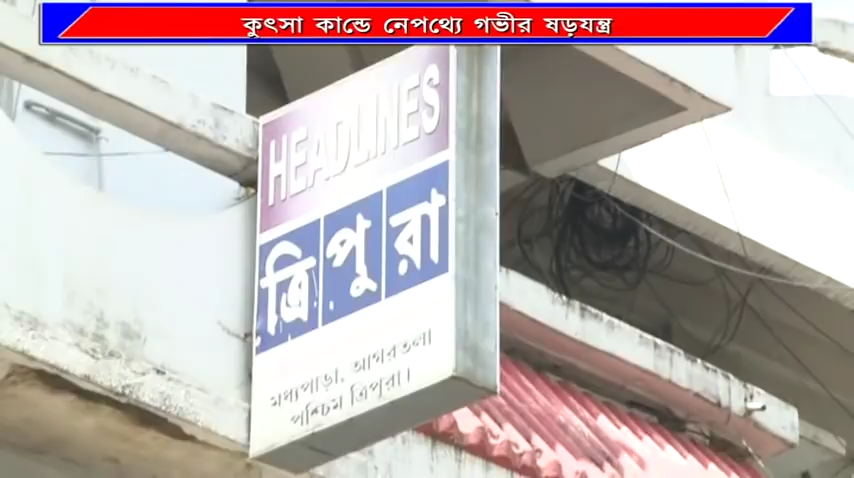 কুৎসা কান্ডে নেপথ্যে গভীর ষড়যন্ত্র
HEADLINES
ত্রিপুরা
মধ্যপাড়া, আগরতলা
পশ্চিম ত্রিপুরা।